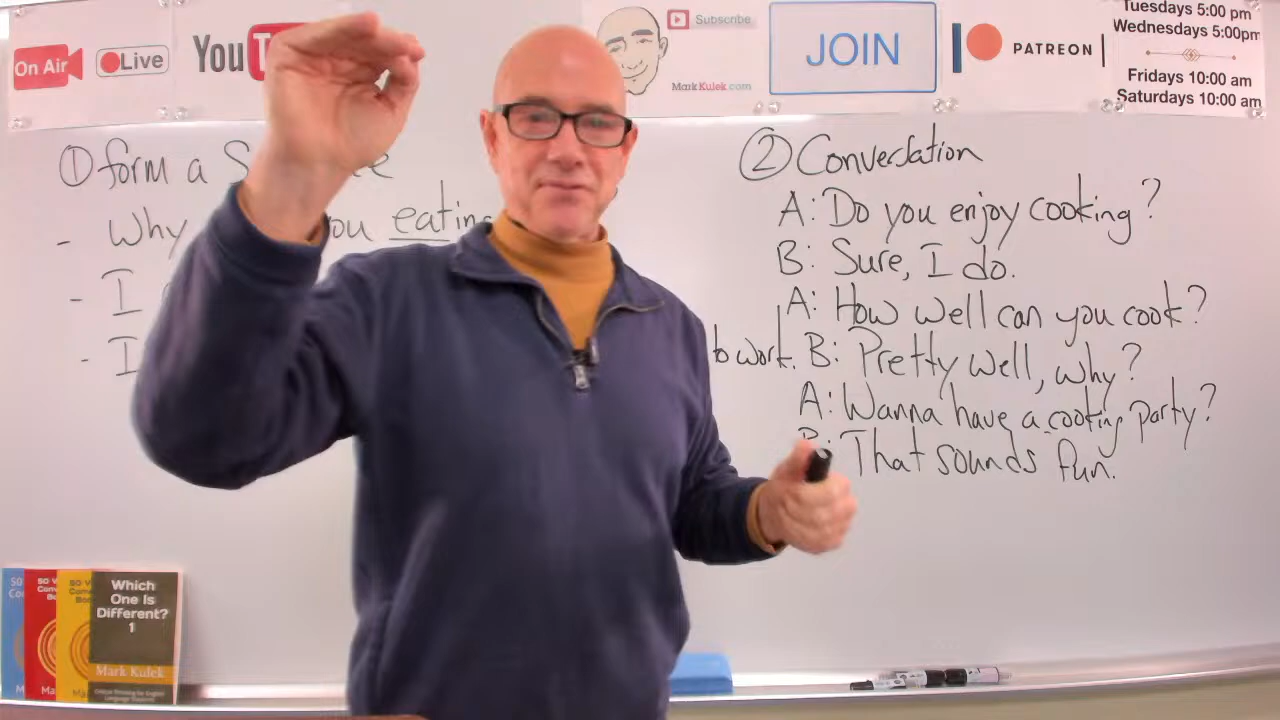 On Air
Live
YouT
Subscribe
MarkKulek.com
JOIN
PATREON
Tuesdays 5:00 pm
Wednesdays 5:00pm
Fridays 10:00 am
Saturdays 10:00 am
① form a S
- Why you eating
- I
- I to work.
② Conversation
A: Do you enjoy cooking?
B: Sure, I do.
A: How well can you cook?
B: Pretty well, why?
A: Wanna have a cooking party?
B: That sounds fun.
Which
One Is
Different?
1
Mark Kulek